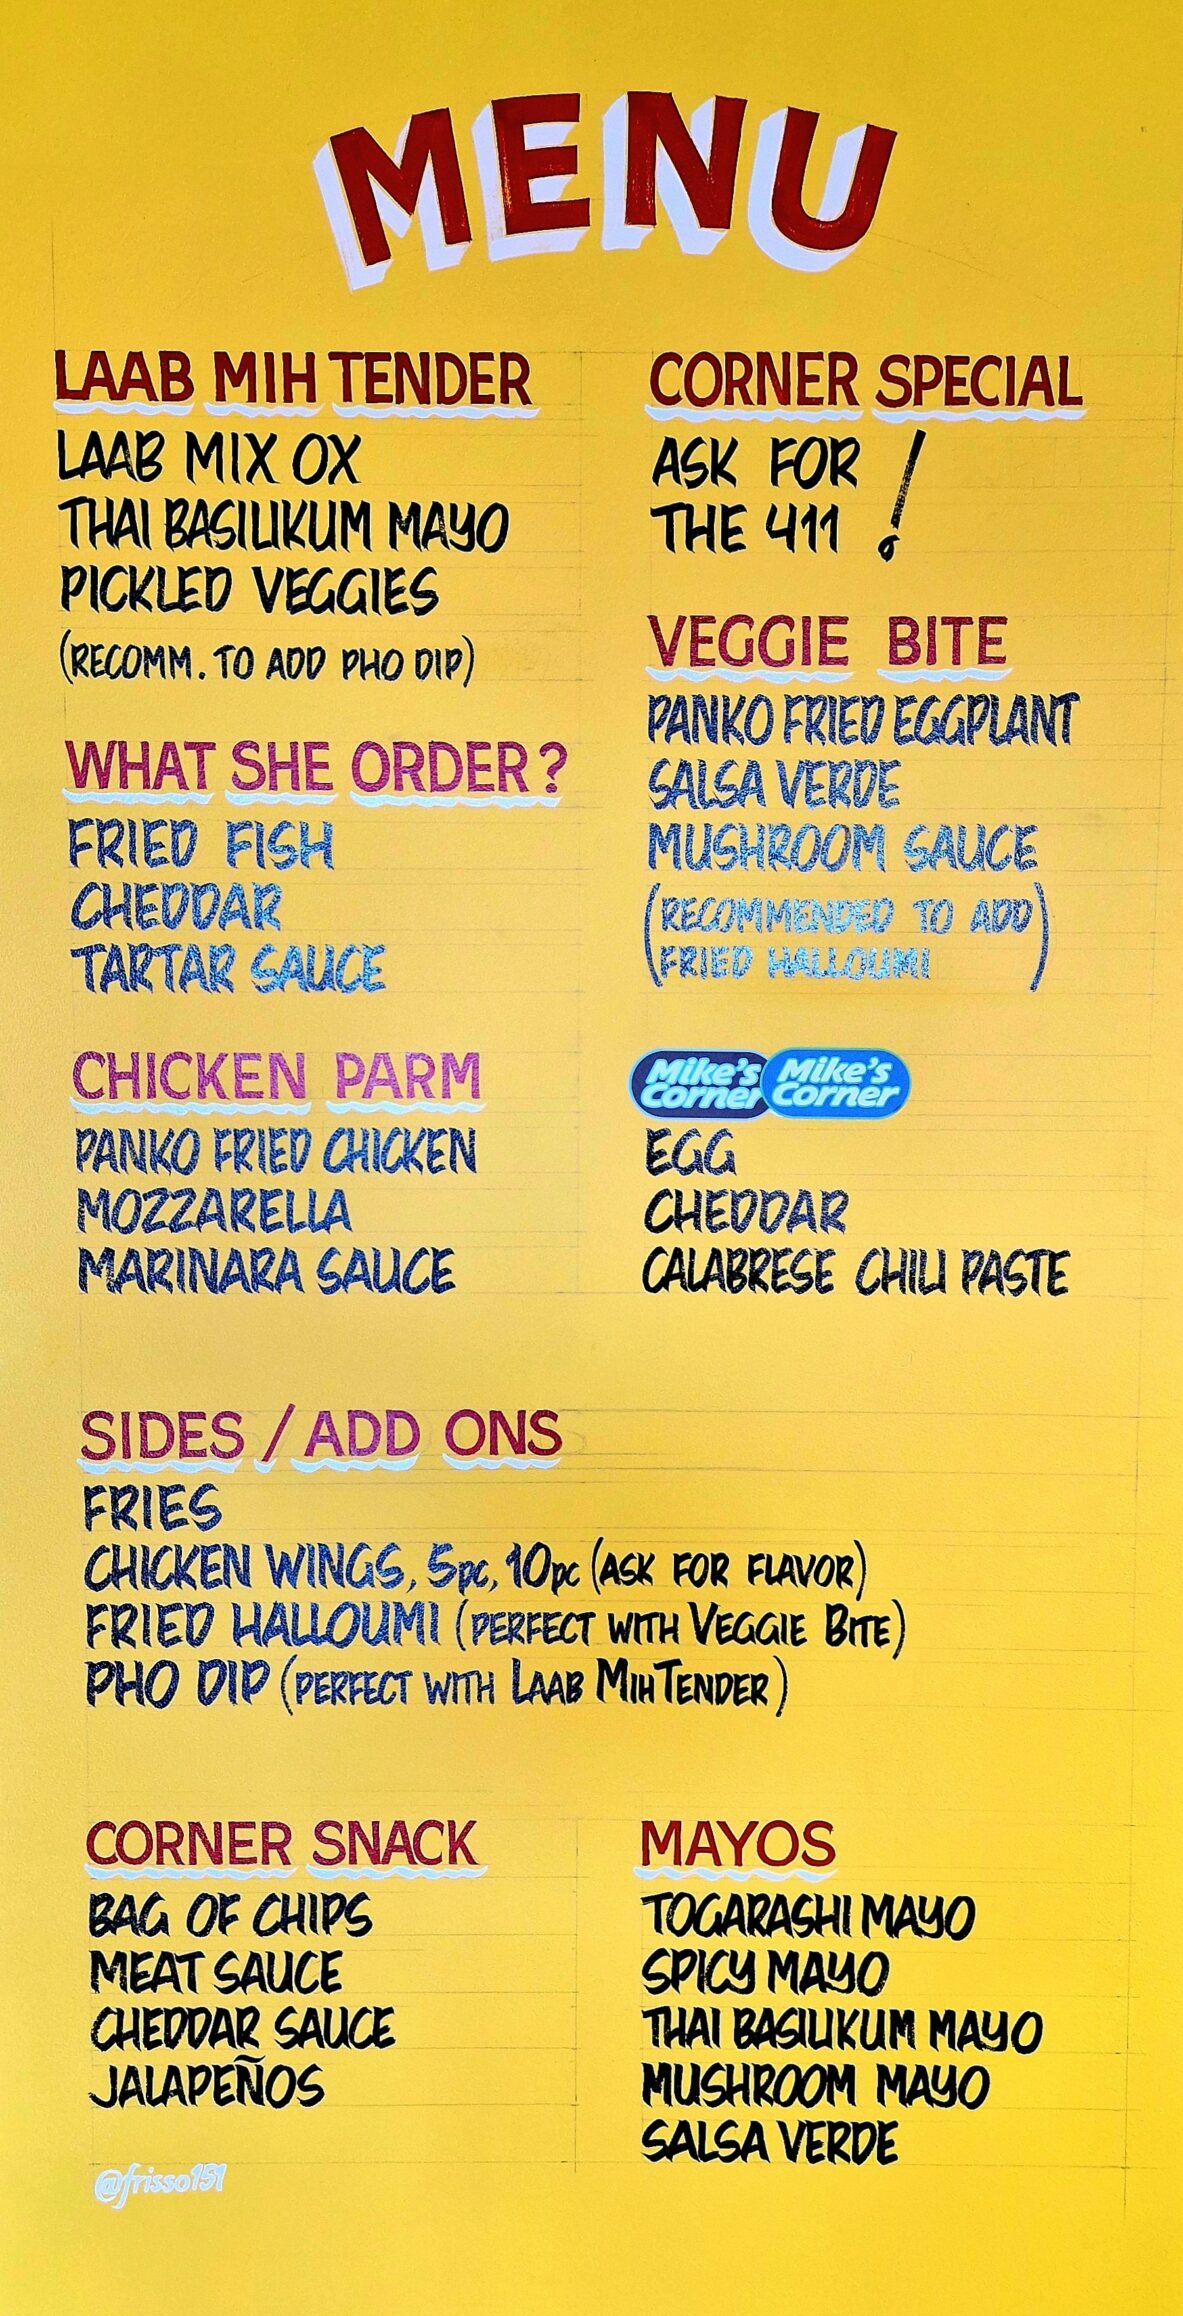 MENU
LAAB MIH TENDER
LAAB MIX OX
THAI BASILIKUM MAYO
PICKLED VEGGIES
(RECOMM. TO ADD PHO DIP)
WHAT SHE ORDER?
FRIED FISH
CHEDDAR
TARTAR SAUCE
CHICKEN PARM
PANKO FRIED CHICKEN
MOZZARELLA
MARINARA SAUCE
CORNER SPECIAL
ASK FOR
THE 411 !
VEGGIE BITE
PANKO FRIED EGGPLANT
SALSA VERDE
MUSHROOM SAUCE
(RECOMMENDED TO ADD
FRIED HALLOUMI)
Mike's Mike's
Corner Corner
EGG
CHEDDAR
CALABRESE CHILI PASTE
SIDES / ADD ONS
FRIES
CHICKEN WINGS, 5pc, 10pc (ASK FOR FLAVOR)
FRIED HALLOUMI (PERFECT WITH VEGGIE BITE)
PHO DIP (PERFECT WITH LAAB MIH TENDER)
CORNER SNACK
BAG OF CHIPS
MEAT SAUCE
CHEDDAR SAUCE
JALAPEÑOS
MAYOS
TOGARASHI MAYO
SPICY MAYO
THAI BASILIKUM MAYO
MUSHROOM MAYO
SALSA VERDE
@frisso151